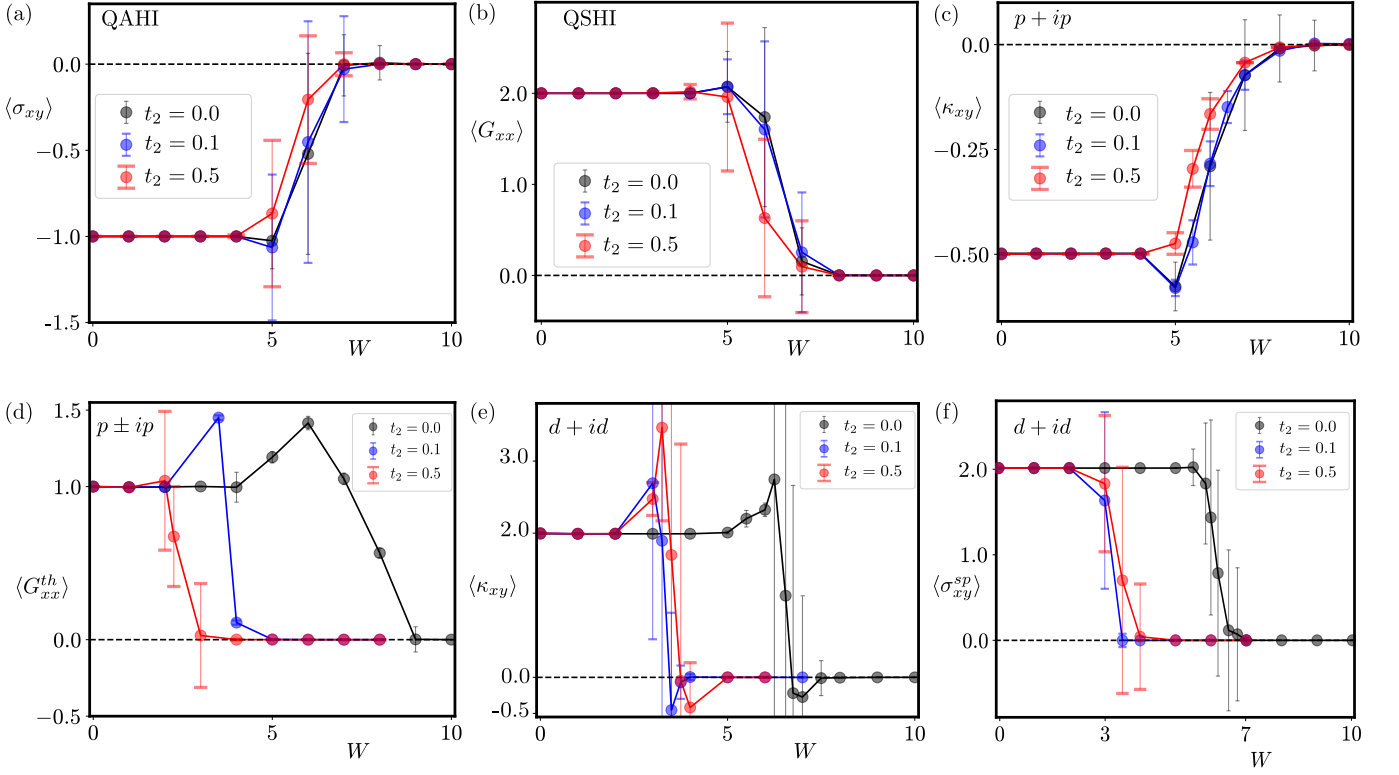 (a)
QAHI
0.0
⟨σ_xy⟩
−0.5
−1.0
-1.5
t₂ = 0.0
t₂ = 0.1
t₂ = 0.5
0
5
W
10
(b)
QSHI
2.0
⟨G_xx⟩
1.0
0.0
t₂ = 0.0
t₂ = 0.1
t₂ = 0.5
0
5
W
10
(c)
p + ip
0.0
⟨κ_xy⟩
−0.25
−0.50
t₂ = 0.0
t₂ = 0.1
t₂ = 0.5
0
5
W
10
(d)
p ± ip
1.5
1.0
⟨G^th_xx⟩
0.0
−0.5
t₂ = 0.0
t₂ = 0.1
t₂ = 0.5
0
5
W
10
(e)
d + id
3.0
2.0
⟨κ_xy⟩
0.0
-0.5
t₂ = 0.0
t₂ = 0.1
t₂ = 0.5
0
5
W
10
(f)
d + id
2.0
1.0
⟨σ^sp_xy⟩
0.0
t₂ = 0.0
t₂ = 0.1
t₂ = 0.5
0
3
7
W
10